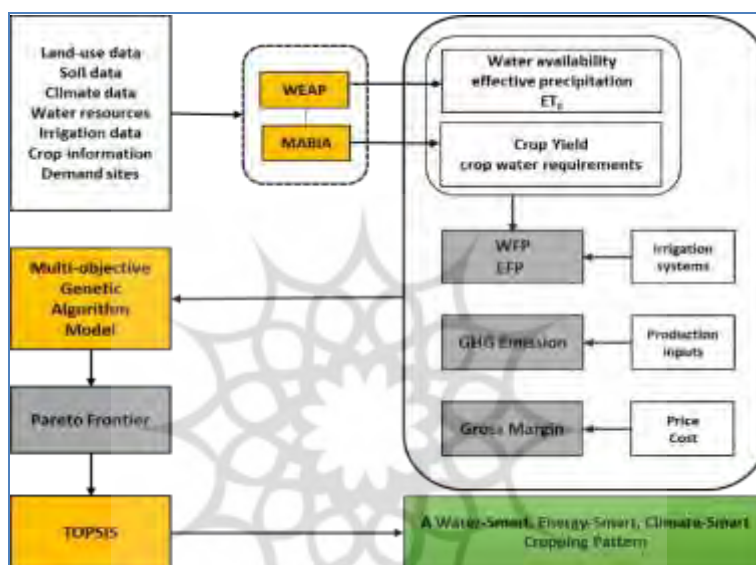 Land-use data
Soil data
Climate data
Water resources
Irrigation data
Crop information
Demand sites
WEAP
MABIA
Water availability
effective precipitation
ET₀
Crop Yield
crop water requirements
WFP
EFP
Irrigation
systems
GHG Emission
Production
inputs
Gross Margin
Price
Cost
Multi-objective
Genetic
Algorithm
Model
Pareto Frontier
TOPSIS
A Water-Smart, Energy-Smart, Climate-Smart
Cropping Pattern